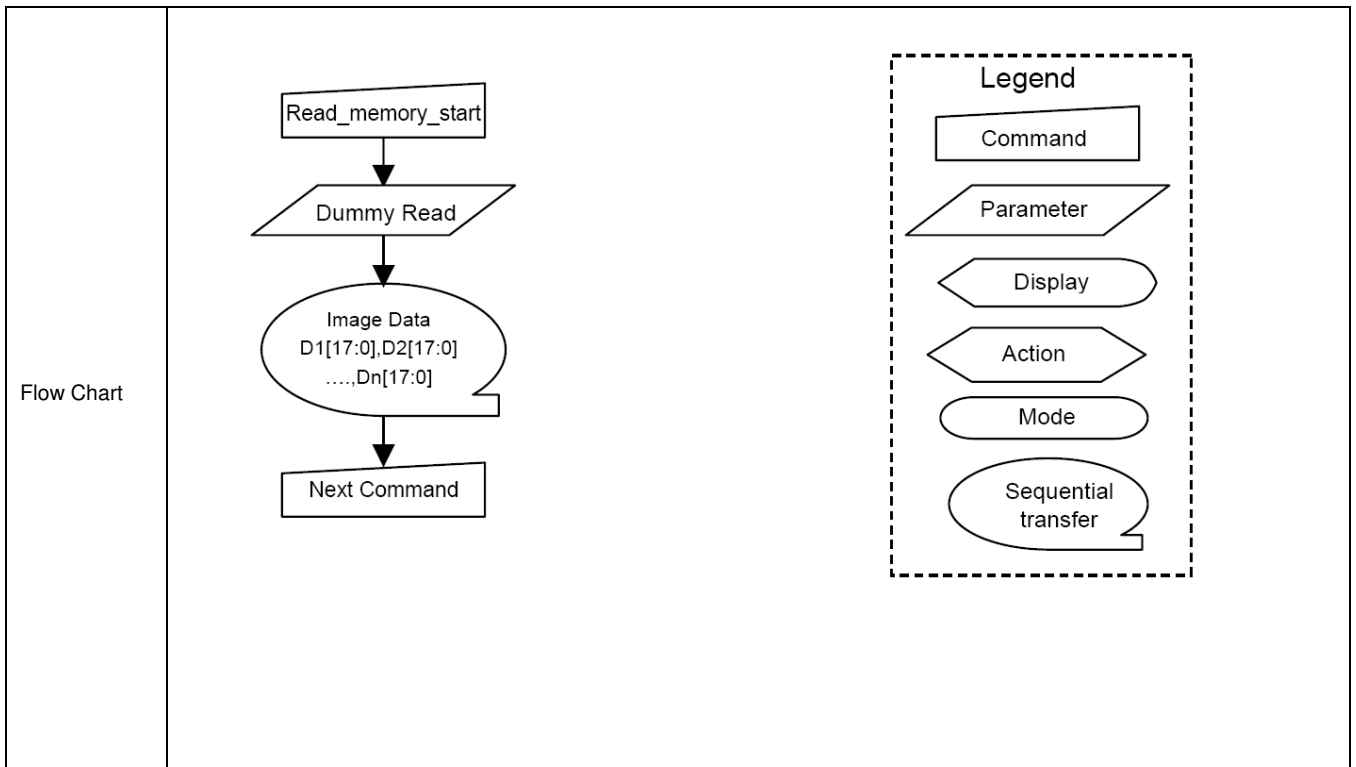 Flow Chart
Read_memory_start
Dummy Read
Image Data
D1[17:0],D2[17:0]
....,Dn[17:0]
Next Command
Legend
Command
Parameter
Display
Action
Mode
Sequential
transfer